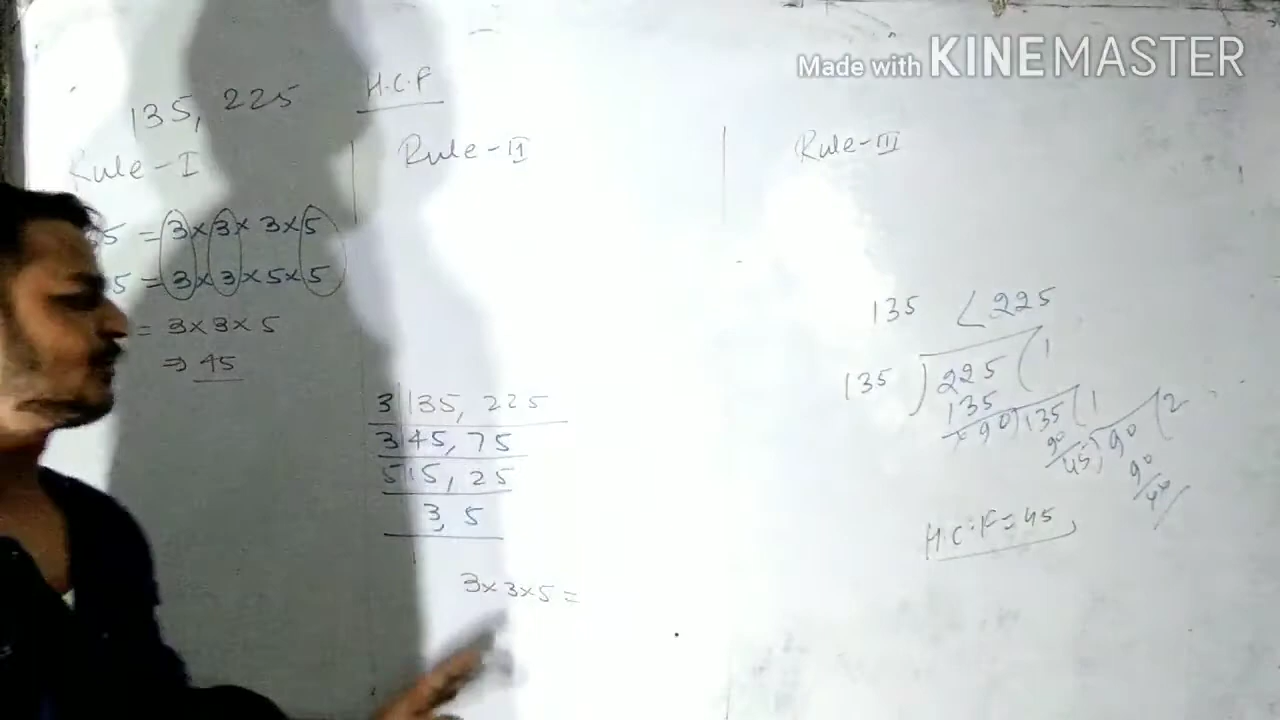 Made with KINEMASTER
135, 225
H.C.F
Rule-I
5 = 3×3×3×5
5 = 3×3×5×5
= 3×3×5
⇒ 45
Rule-II
3 135, 225
3 45, 75
5 15, 25
3, 5
3×3×5=
Rule-III
135 < 225
135 ) 225 ( 1
135
× 90 ) 135 ( 1
90
45 ) 90 ( 2
90
H.C.F=45